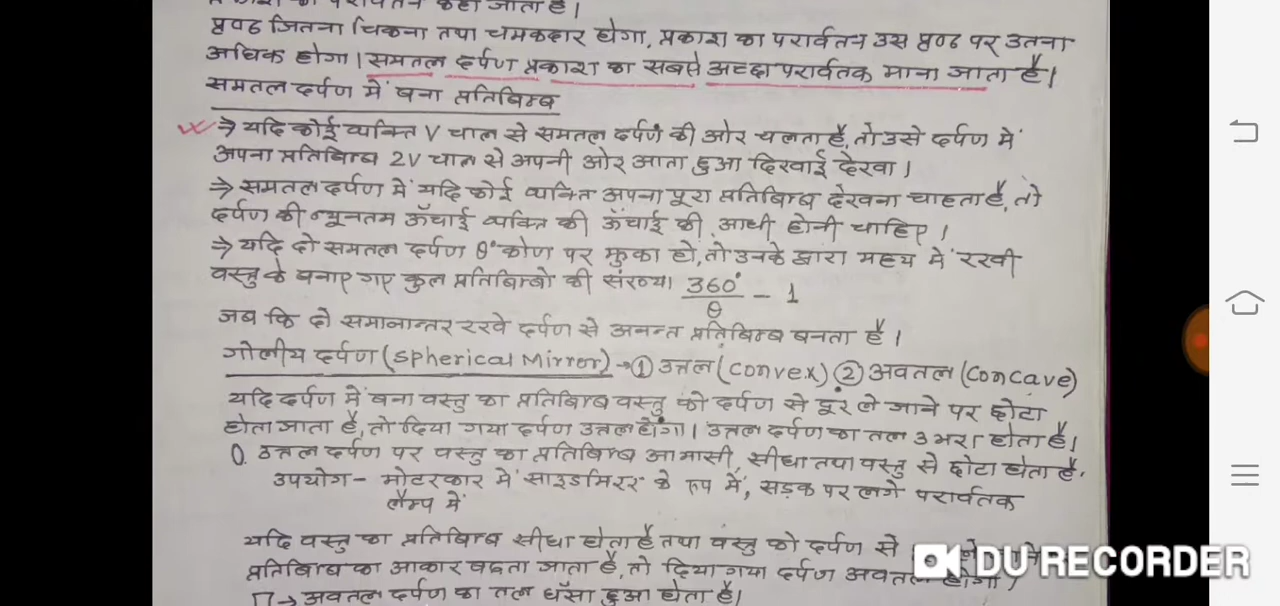 प्रकाश का परावर्तन कहा जाता है।
पृष्ठ जितना चिकना तथा चमकदार होगा, प्रकाश का परार्वतन उस पृष्ठ पर उतना
अधिक होगा। समतल दर्पण प्रकाश का सबसे अच्छा परार्वतक माना जाता है।
समतल दर्पण में बना प्रतिबिम्ब
⇒ यदि कोई व्यक्ति V चाल से समतल दर्पण की ओर चलता है, तो उसे दर्पण में
अपना प्रतिबिम्ब 2V चाल से अपनी ओर आता हुआ दिखाई देखा।
⇒ समतल दर्पण में यदि कोई व्यक्ति अपना पूरा प्रतिबिम्ब देखना चाहता है, तो
दर्पण की न्यूनतम ऊँचाई व्यक्ति की ऊँचाई की आधी होनी चाहिए।
⇒ यदि दो समतल दर्पण θ° कोण पर झुका हो, तो उनके द्वारा मध्य में रखी
वस्तु के बनाए गए कुल प्रतिबिम्बो की संख्या 360°/θ - 1
जब कि दो समानान्तर रखे दर्पण से अनन्त प्रतिबिम्ब बनता है।
गोलीय दर्पण (Spherical Mirror) → ① उत्तल (Convex) ② अवतल (Concave)
यदि दर्पण में बना वस्तु का प्रतिबिम्ब वस्तु को दर्पण से दूर ले जाने पर छोटा
होता जाता है, तो दिया गया दर्पण उत्तल होगा। उत्तल दर्पण का तल उभरा होता है।
उत्तल दर्पण पर वस्तु का प्रतिबिम्ब आभासी, सीधा तथा वस्तु से छोटा होता है.
उपयोग - मोटरकार में साइडमिरर के रूप में, सड़क पर लगे परार्वतक
लैम्प में
यदि वस्तु का प्रतिबिम्ब सीधा होता है तथा वस्तु को दर्पण से
प्रतिबिम्ब का आकार बढता जाता है, तो दिया गया दर्पण अवतल होगा।
→ अवतल दर्पण का तल धँसा हुआ होता है।
DU RECORDER